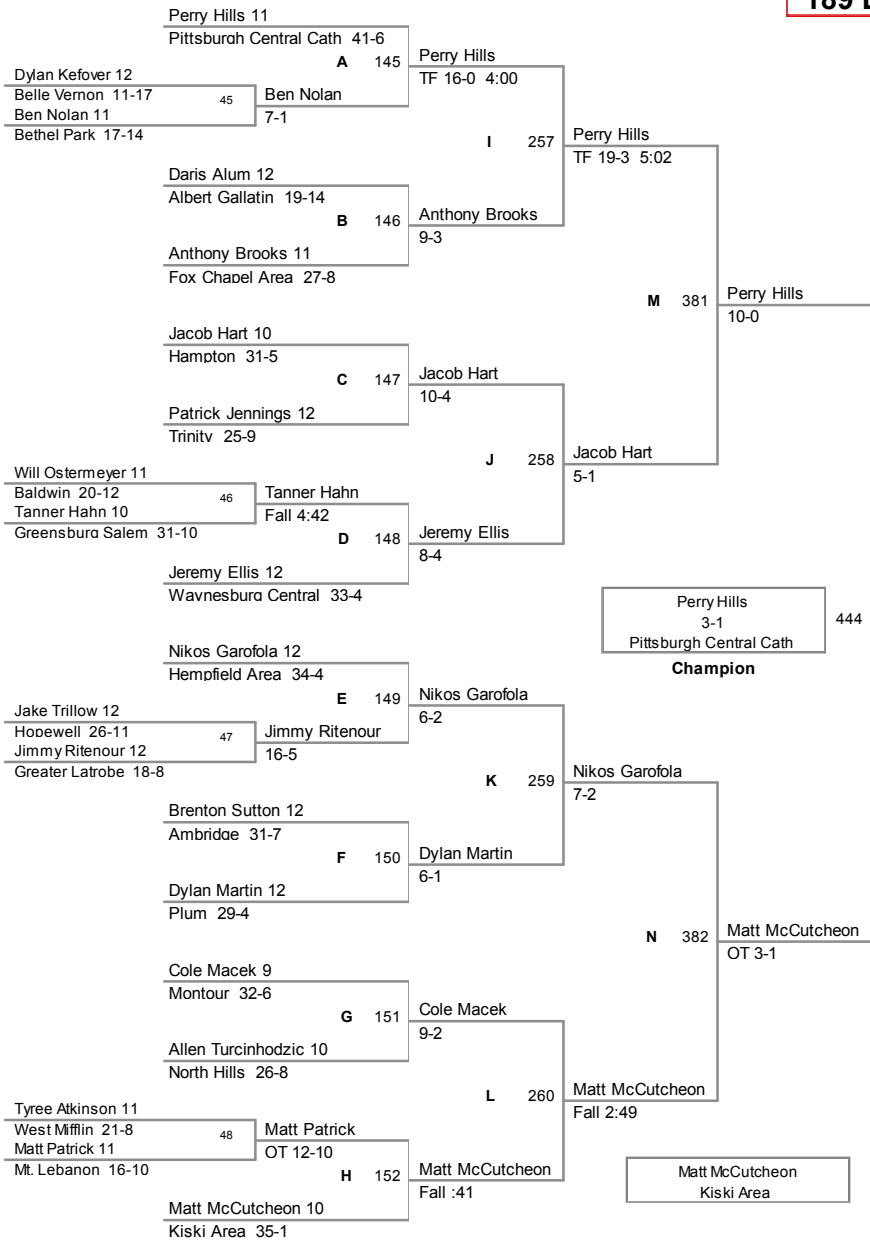 189 L
Perry Hills 11
Pittsburgh Central Cath 41-6
A 145
Perry Hills
TF 16-0 4:00
Dylan Kefover 12
Belle Vernon 11-17
45
Ben Nolan 11
Bethel Park 17-14
Ben Nolan
7-1
I 257
Perry Hills
TF 19-3 5:02
Daris Alum 12
Albert Gallatin 19-14
B 146
Anthony Brooks
9-3
Anthony Brooks 11
Fox Chapel Area 27-8
M 381
Perry Hills
10-0
Jacob Hart 10
Hampton 31-5
C 147
Jacob Hart
10-4
Patrick Jennings 12
Trinity 25-9
J 258
Jacob Hart
5-1
Will Ostermeyer 11
Baldwin 20-12
46
Tanner Hahn 10
Greensburg Salem 31-10
Tanner Hahn
Fall 4:42
D 148
Jeremy Ellis
8-4
Jeremy Ellis 12
Waynesburg Central 33-4
Perry Hills
3-1
Pittsburgh Central Cath
444
Champion
Nikos Garofola 12
Hempfield Area 34-4
E 149
Nikos Garofola
6-2
Jake Trillow 12
Hopewell 26-11
47
Jimmy Ritenour 12
Greater Latrobe 18-8
Jimmy Ritenour
16-5
K 259
Nikos Garofola
7-2
Brenton Sutton 12
Ambridge 31-7
F 150
Dylan Martin
6-1
Dylan Martin 12
Plum 29-4
N 382
Matt McCutcheon
OT 3-1
Cole Macek 9
Montour 32-6
G 151
Cole Macek
9-2
Allen Turcinhodzic 10
North Hills 26-8
L 260
Matt McCutcheon
Fall 2:49
Tyree Atkinson 11
West Mifflin 21-8
48
Matt Patrick 11
Mt. Lebanon 16-10
Matt Patrick
OT 12-10
H 152
Matt McCutcheon
Fall :41
Matt McCutcheon 10
Kiski Area 35-1
Matt McCutcheon
Kiski Area